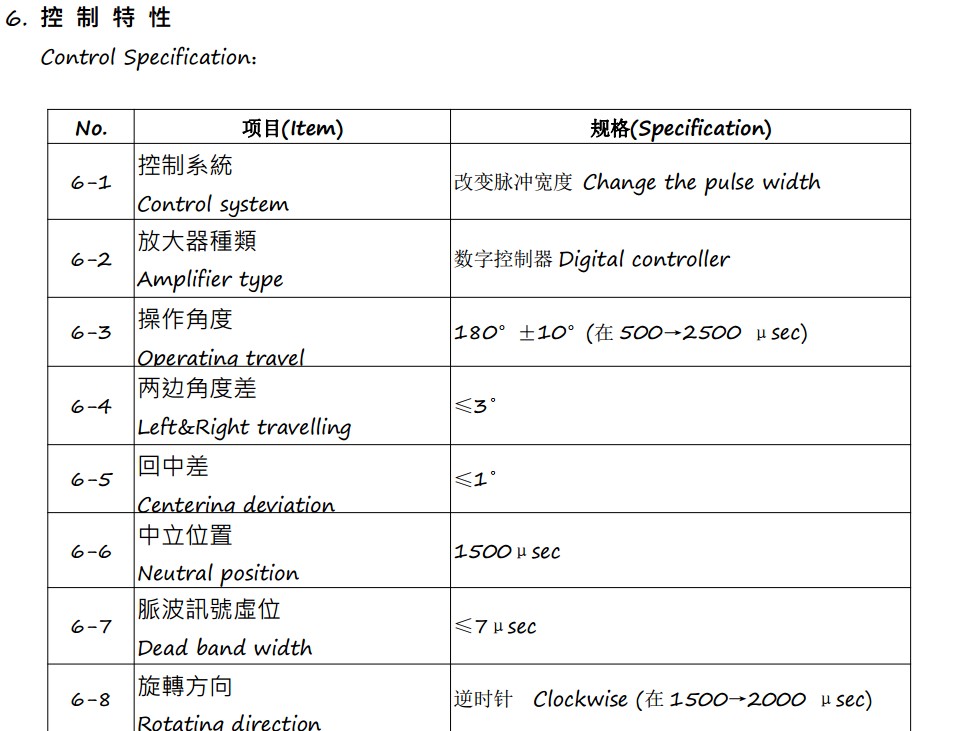 6. 控 制 特 性
Control Specification:
No. 项目(Item) 规格(Specification)
6-1 控制系統 Control system 改变脉冲宽度 Change the pulse width
6-2 放大器種類 Amplifier type 数字控制器 Digital controller
6-3 操作角度 Operating travel 180° ±10° (在 500→2500 μsec)
6-4 两边角度差 Left&Right travelling ≤3°
6-5 回中差 Centering deviation ≤1°
6-6 中立位置 Neutral position 1500μsec
6-7 脈波訊號虛位 Dead band width ≤7μsec
6-8 旋轉方向 Rotating direction 逆时针 Clockwise (在 1500→2000 μsec)